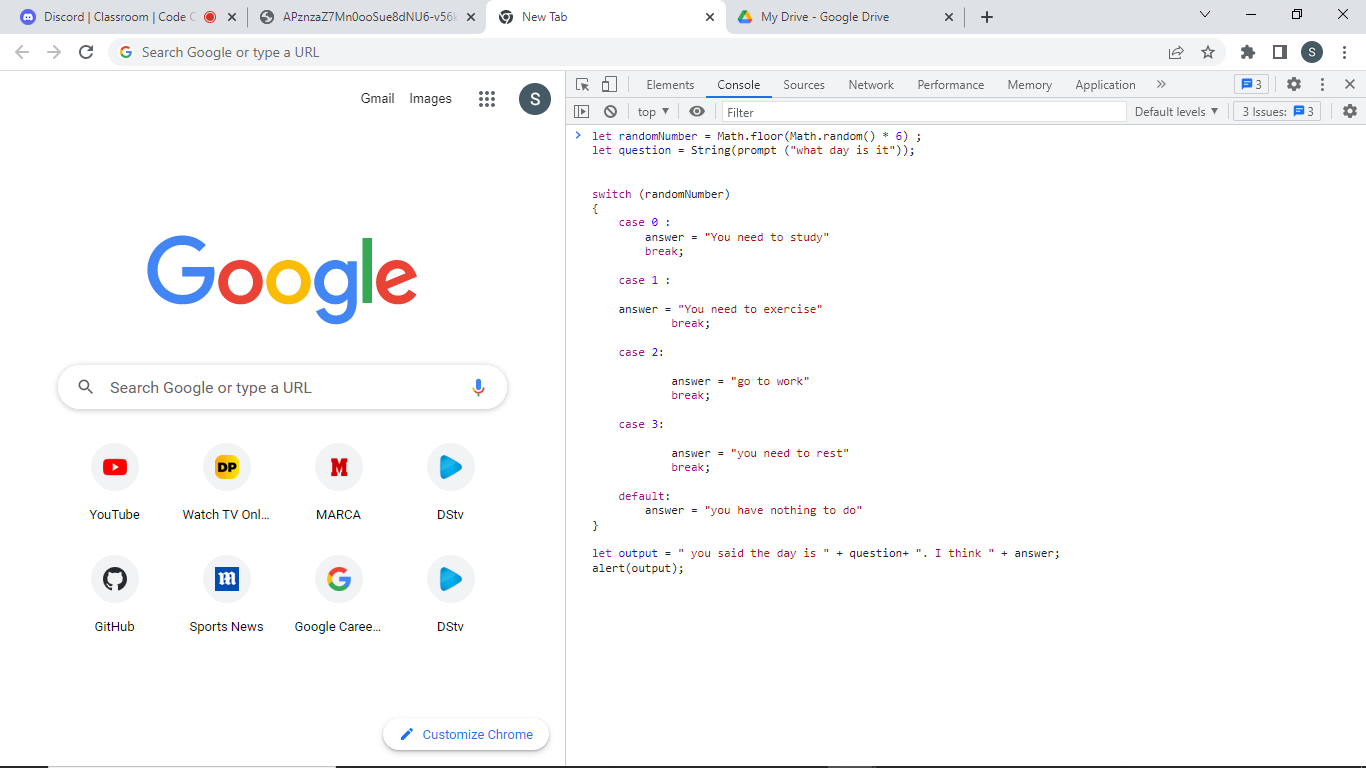 Discord | Classroom | Code C
APznzaZ7Mn0ooSue8dNU6-v56k
New Tab
My Drive - Google Drive
Search Google or type a URL
S
Gmail
Images
S
Elements
Console
Sources
Network
Performance
Memory
Application
3
top
Filter
Default levels
3 Issues:
3
let randomNumber = Math.floor(Math.random() * 6) ;
let question = String(prompt ("what day is it"));
switch (randomNumber)
{
case 0 :
answer = "You need to study"
break;
case 1 :
answer = "You need to exercise"
break;
case 2:
answer = "go to work"
break;
case 3:
answer = "you need to rest"
break;
default:
answer = "you have nothing to do"
}
let output = " you said the day is " + question+ ". I think " + answer;
alert(output);
Google
Search Google or type a URL
YouTube
DP
Watch TV Onl...
M
MARCA
DStv
GitHub
m
Sports News
G
Google Caree...
DStv
Customize Chrome